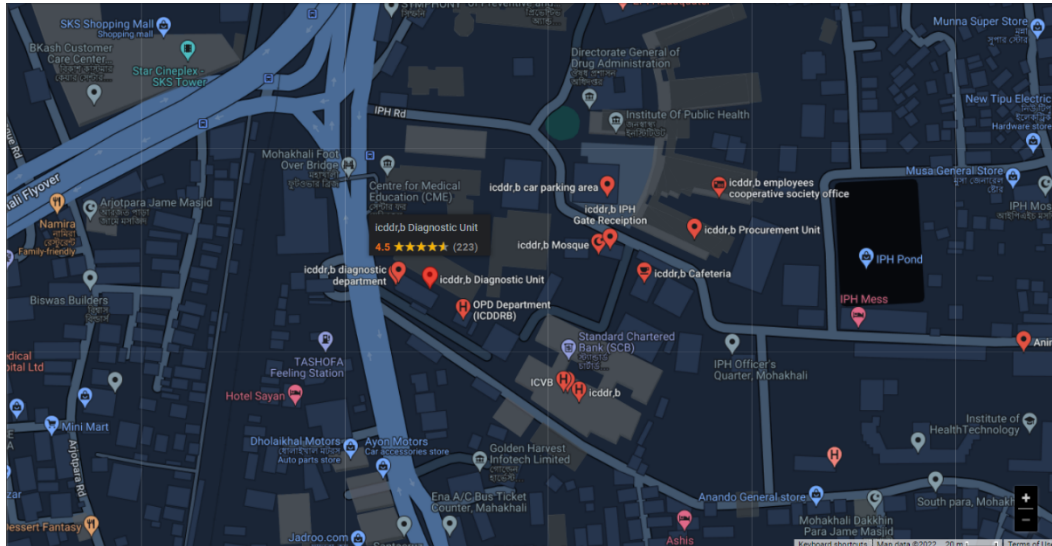 SKS Shopping Mall
Shopping mall
BKash Customer
Care Center...
Star Cineplex -
SKS Tower
Directorate General of
Drug Administration
Institute Of Public Health
Munna Super Store
মুন্না
সুপার স্টোর
New Tipu Electric
Hardware store
Musa General Store
IPH Rd
Mohakhali Foot
Over Bridge
মহাখালী
ফুটওভার ব্রিজ
Centre for Medical
Education (CME)
Arjotpara Jame Masjid
Namira
Family-friendly
Biswas Builders
icddr,b Diagnostic Unit
4.5 (223)
icddr,b diagnostic
department
icddr,b Diagnostic Unit
OPD Department
(ICDDRB)
icddr,b car parking area
icddr,b IPH
Gate Receiption
icddr,b Mosque
icddr,b employees
cooperative society office
icddr,b Procurement Unit
icddr,b Cafeteria
IPH Pond
IPH Mess
Standard Chartered
Bank (SCB)
ICVB
icddr,b
IPH Officer's
Quarter, Mohakhali
TASHOFA
Feeling Station
Hotel Sayan
Mini Mart
Arjotpara Rd
Dholaikhal Motors
Auto parts store
Ayon Motors
Car accessories store
Golden Harvest
Infotech Limited
Ena A/C Bus Ticket
Counter, Mahakhali
Jadroo.com
Dessert Fantasy
Institute of
HealthTechnology
Anando General store
South para, Mohakh
Mohakhali Dakkhin
Para Jame Masjid
Ashis
+
−
Keyboard shortcuts
Map data ©2022
20 m
Terms of Us